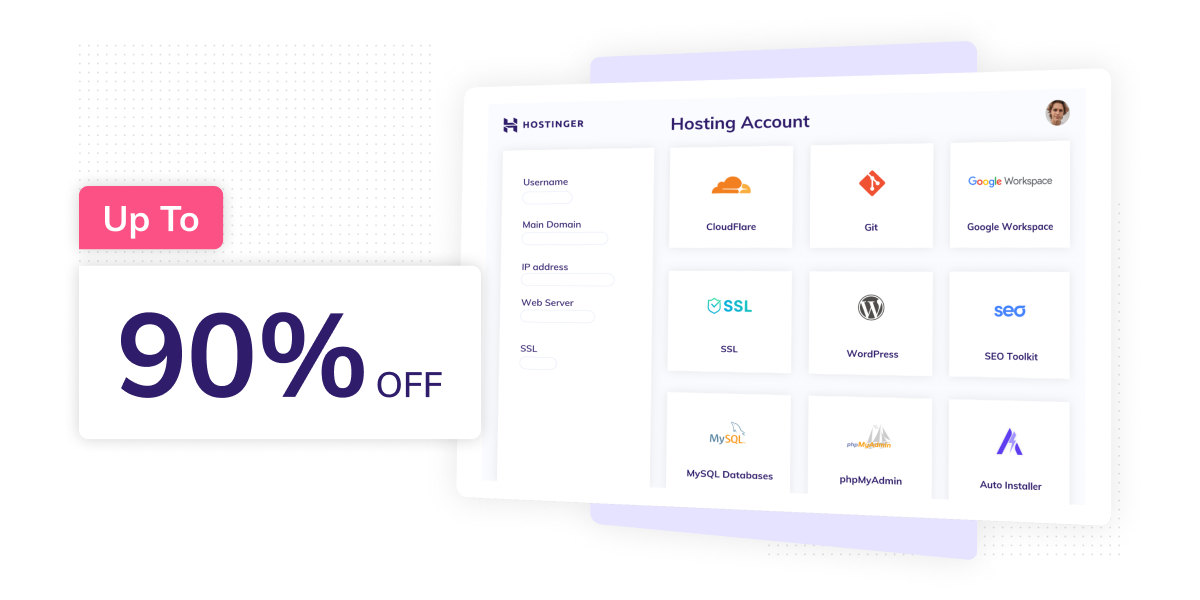 Up To
90% OFF
HOSTINGER
Hosting Account
Username
Main Domain
IP address
Web Server
SSL
CloudFlare
Git
Google Workspace
Google Workspace
SSL
SSL
WordPress
seo
SEO Toolkit
MySQL
MySQL Databases
phpMyAdmin
phpMyAdmin
Auto Installer